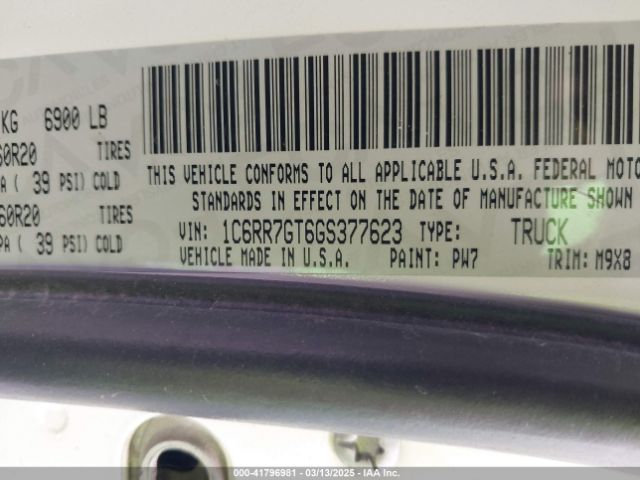 KG 6900 LB
60R20 TIRES
A ( 39 PSI) COLD
60R20 TIRES
PA ( 39 PSI) COLD
THIS VEHICLE CONFORMS TO ALL APPLICABLE U.S.A. FEDERAL MOTO
STANDARDS IN EFFECT ON THE DATE OF MANUFACTURE SHOWN
VIN: 1C6RR7GT6GS377623 TYPE: TRUCK
VEHICLE MADE IN U.S.A. PAINT: PW7 TRIM: M9X8
000-41796981 - 03/13/2025 - IAA Inc.